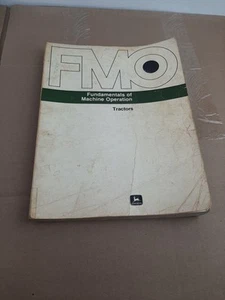 FMO
Fundamentals of
Machine Operation
Tractors